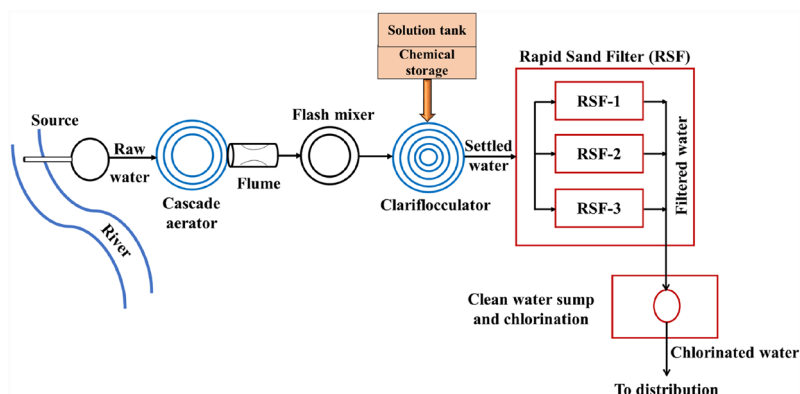 Solution tank
Chemical
storage
Rapid Sand Filter (RSF)
Source
Flash mixer
RSF-1
Raw
water
Settled
water
RSF-2
Flume
Cascade
aerator
Clariflocculator
RSF-3
Filtered water
River
Clean water sump
and chlorination
Chlorinated water
To distribution